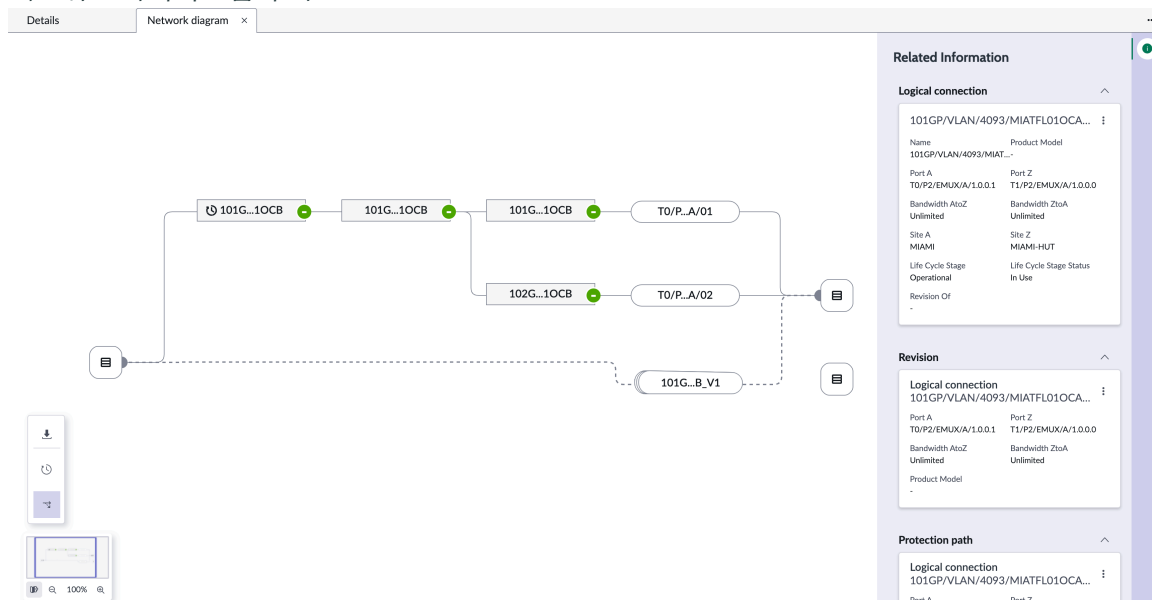 Details
Network diagram ×
Related Information
Logical connection
101GP/VLAN/4093/MIATFL01OCA...
Name Product Model
101GP/VLAN/4093/MIAT... -
Port A Port Z
T0/P2/EMUX/A/1.0.0.1 T1/P2/EMUX/A/1.0.0.0
Bandwidth AtoZ Bandwidth ZtoA
Unlimited Unlimited
Site A Site Z
MIAMI MIAMI-HUT
Life Cycle Stage Life Cycle Stage Status
Operational In Use
Revision Of
-
Revision
Logical connection
101GP/VLAN/4093/MIATFL01OCA...
Port A Port Z
T0/P2/EMUX/A/1.0.0.1 T1/P2/EMUX/A/1.0.0.0
Bandwidth AtoZ Bandwidth ZtoA
Unlimited Unlimited
Product Model
-
Protection path
Logical connection
101GP/VLAN/4093/MIATFL01OCA...
Port A Port Z
101G...1OCB 101G...1OCB 101G...1OCB T0/P...A/01
102G...1OCB T0/P...A/02
101G...B_V1
100%